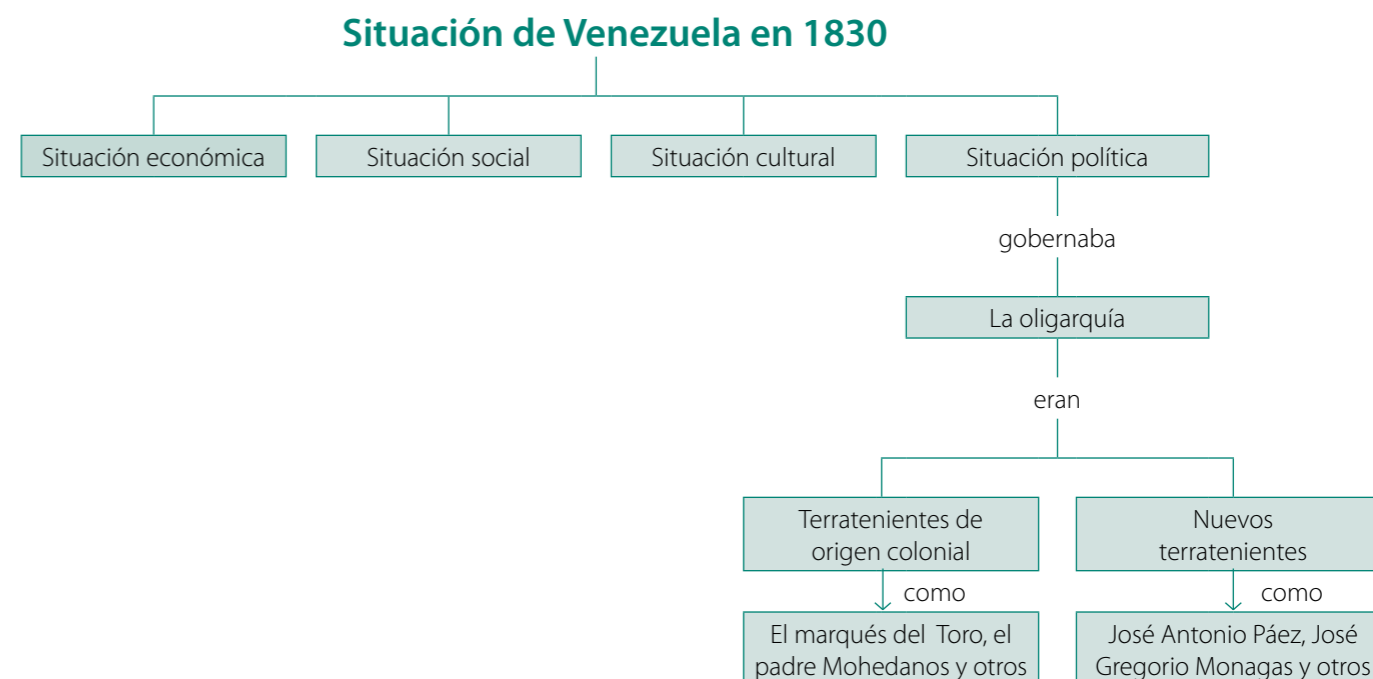 Situación de Venezuela en 1830
Situación económica
Situación social
Situación cultural
Situación política
gobernaba
La oligarquía
eran
Terratenientes de
origen colonial
Nuevos
terratenientes
como
como
El marqués del Toro, el
padre Mohedanos y otros
José Antonio Páez, José
Gregorio Monagas y otros